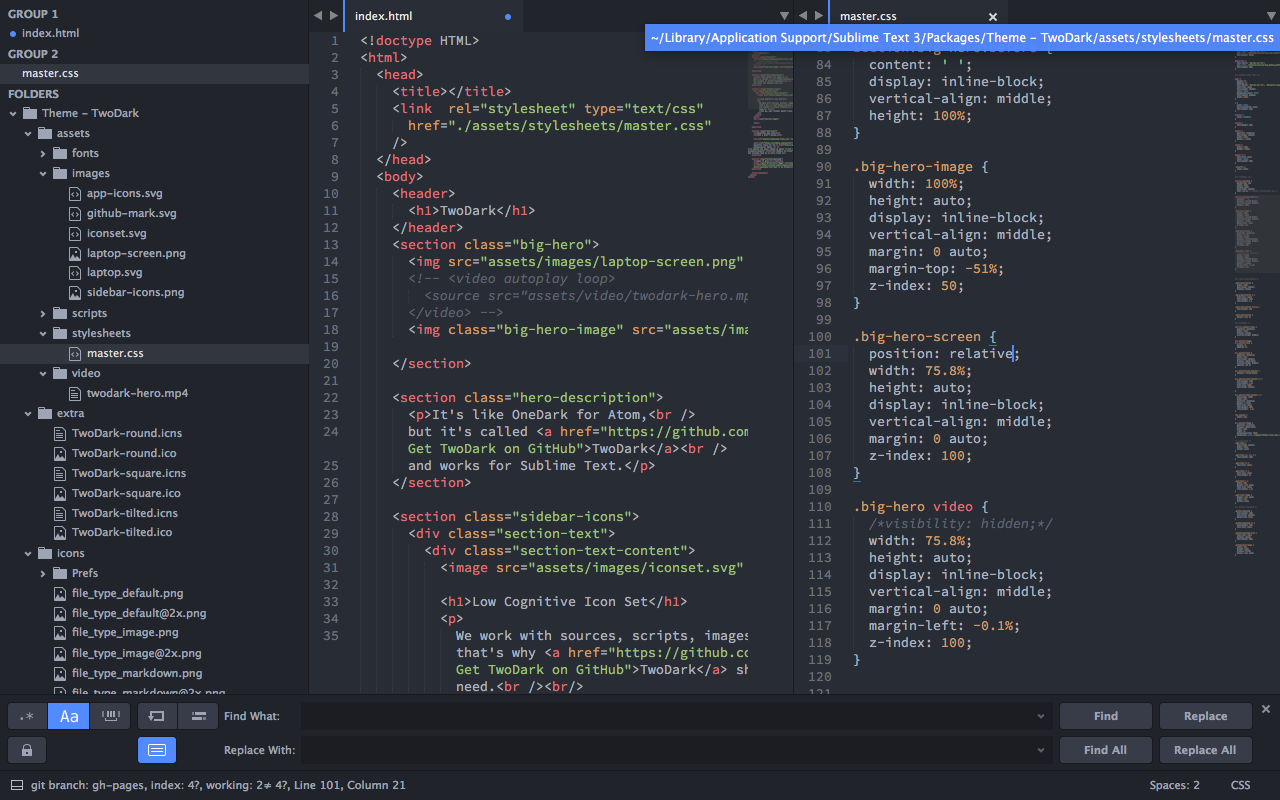 GROUP 1
index.html
GROUP 2
master.css
FOLDERS
Theme - TwoDark
assets
fonts
images
app-icons.svg
github-mark.svg
iconset.svg
laptop-screen.png
laptop.svg
sidebar-icons.png
scripts
stylesheets
master.css
video
twodark-hero.mp4
extra
TwoDark-round.icns
TwoDark-round.ico
TwoDark-square.icns
TwoDark-square.ico
TwoDark-tilted.icns
TwoDark-tilted.ico
icons
Prefs
file_type_default.png
file_type_default@2x.png
file_type_image.png
file_type_image@2x.png
file_type_markdown.png
file_type_markdown@2x.png
index.html
1 <!doctype HTML>
2 <html>
3 <head>
4 <title></title>
5 <link  rel="stylesheet" type="text/css"
6 href="./assets/stylesheets/master.css"
7 />
8 </head>
9 <body>
10 <header>
11 <h1>TwoDark</h1>
12 </header>
13 <section class="big-hero">
14 <img src="assets/images/laptop-screen.png"
15 <!-- <video autoplay loop>
16 <source src="assets/video/twodark-hero.mp
17 </video> -->
18 <img class="big-hero-image" src="assets/ima
19
20 </section>
21
22 <section class="hero-description">
23 <p>It's like OneDark for Atom,<br />
24 but it's called <a href="https://github.com
Get TwoDark on GitHub">TwoDark</a><br />
25 and works for Sublime Text.</p>
26 </section>
27
28 <section class="sidebar-icons">
29 <div class="section-text">
30 <div class="section-text-content">
31 <image src="assets/images/iconset.svg"
32
33 <h1>Low Cognitive Icon Set</h1>
34 <p>
35 We work with sources, scripts, images
that's why <a href="https://github.co
Get TwoDark on GitHub">TwoDark</a> sh
need.<br /><br/>
master.css
~/Library/Application Support/Sublime Text 3/Packages/Theme - TwoDark/assets/stylesheets/master.css
84 content: ' ';
85 display: inline-block;
86 vertical-align: middle;
87 height: 100%;
88 }
89
90 .big-hero-image {
91 width: 100%;
92 height: auto;
93 display: inline-block;
94 vertical-align: middle;
95 margin: 0 auto;
96 margin-top: -51%;
97 z-index: 50;
98 }
99
100 .big-hero-screen {
101 position: relative;
102 width: 75.8%;
103 height: auto;
104 display: inline-block;
105 vertical-align: middle;
106 margin: 0 auto;
107 z-index: 100;
108 }
109
110 .big-hero video {
111 /*visibility: hidden;*/
112 width: 75.8%;
113 height: auto;
114 display: inline-block;
115 vertical-align: middle;
116 margin: 0 auto;
117 margin-left: -0.1%;
118 z-index: 100;
119 }
120
121
.* Aa Find What: Find Replace
Replace With: Find All Replace All
git branch: gh-pages, index: 4?, working: 2≠ 4?, Line 101, Column 21 Spaces: 2 CSS